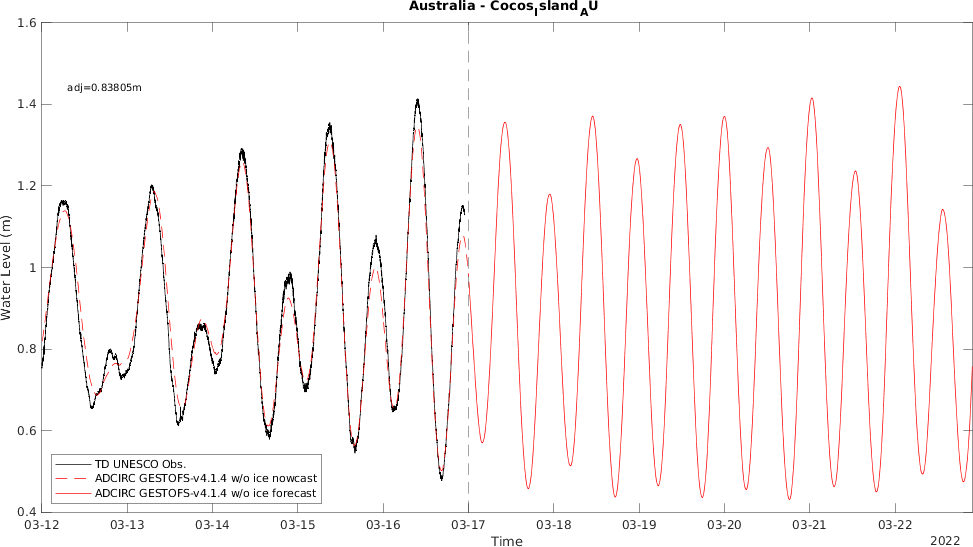 Australia - Cocos_Island_AU
1.6
adj=0.83805m
1.4
1.2
1
0.8
0.6
0.4
Water Level (m)
TD UNESCO Obs.
ADCIRC GESTOFS-v4.1.4 w/o ice nowcast
ADCIRC GESTOFS-v4.1.4 w/o ice forecast
03-12 03-13 03-14 03-15 03-16 03-17 03-18 03-19 03-20 03-21 03-22
Time
2022